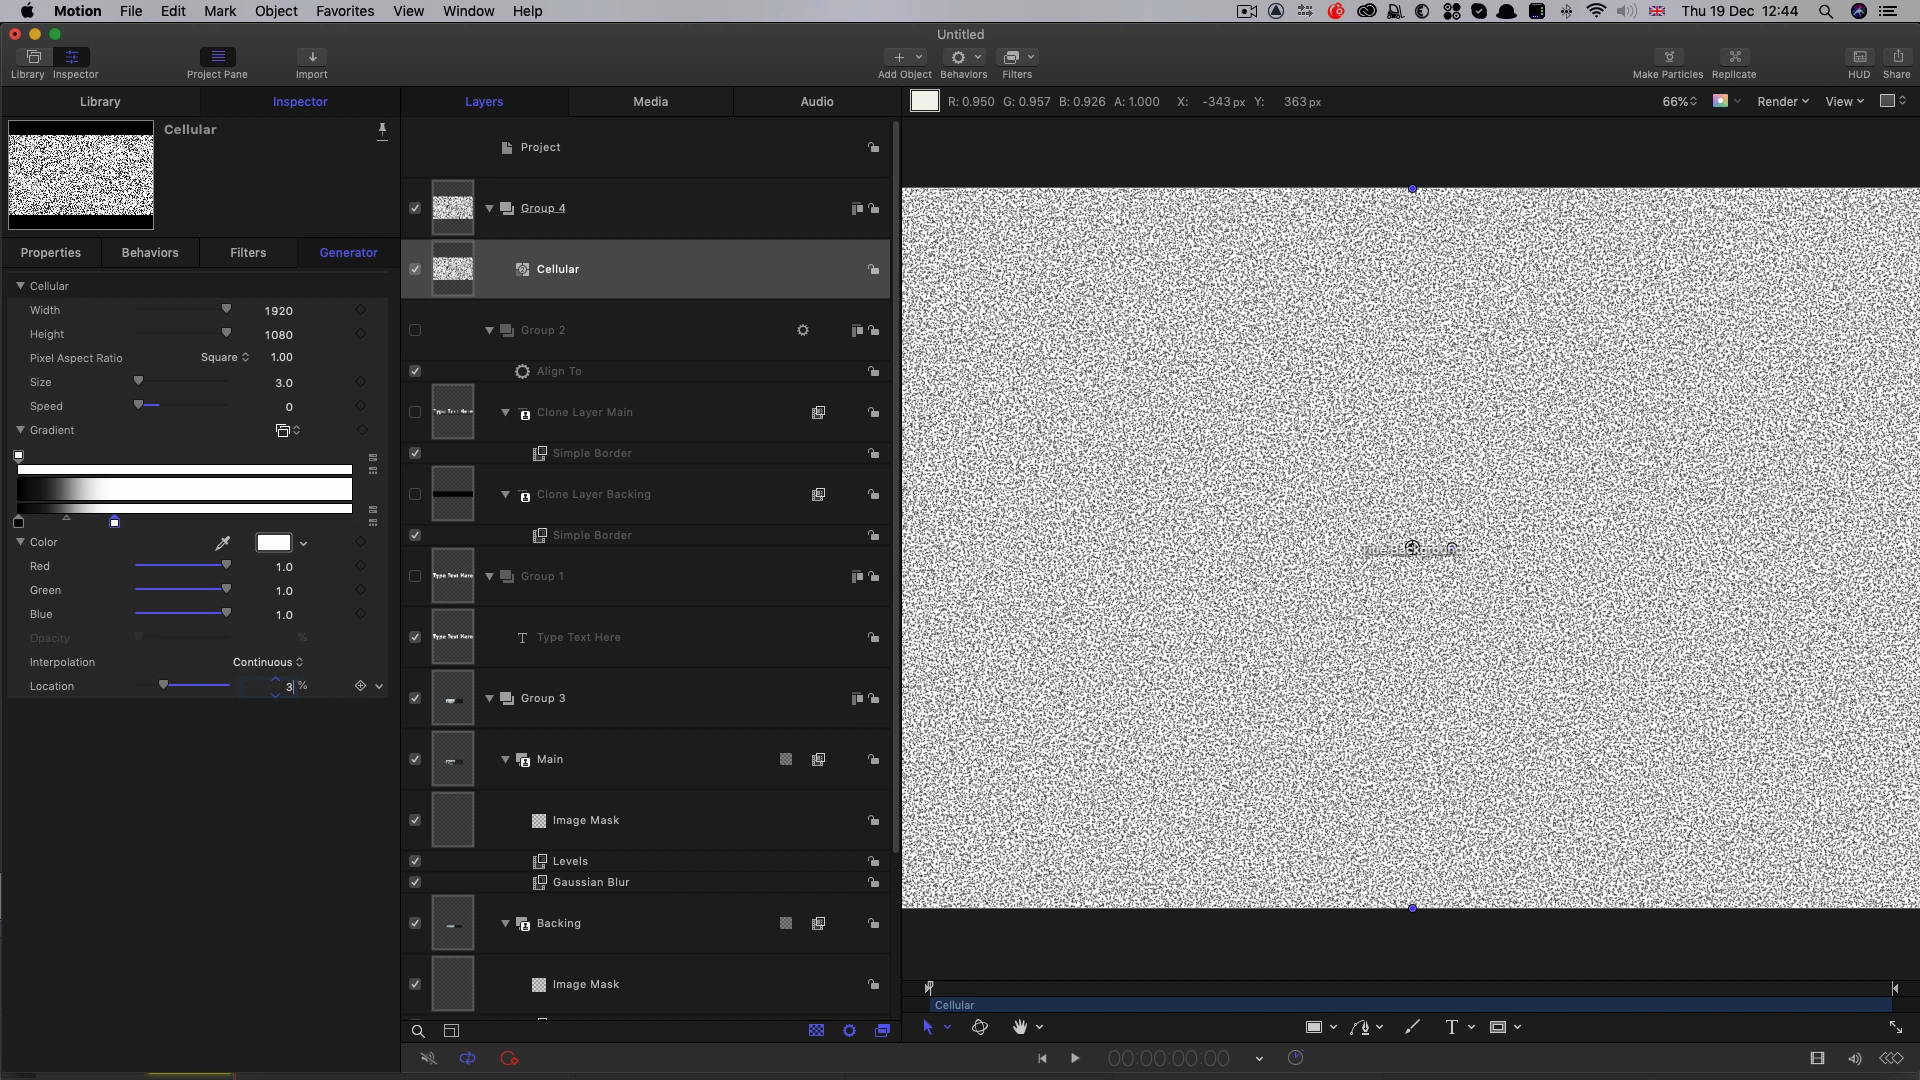 Motion File Edit Mark Object Favorites View Window Help Thu 19 Dec 12:44
Untitled
Library Inspector Project Pane Import Add Object Behaviors Filters Make Particles Replicate HUD Share
Library Inspector Layers Media Audio R: 0.950 G: 0.957 B: 0.926 A: 1.000 X: -343 px Y: 363 px 66% Render View
Cellular
Properties Behaviors Filters Generator
Cellular
Width 1920
Height 1080
Pixel Aspect Ratio Square 1.00
Size 3.0
Speed 0
Gradient
Color
Red 1.0
Green 1.0
Blue 1.0
Opacity %
Interpolation Continuous
Location 3 %
Project
Group 4
Cellular
Group 2
Align To
Clone Layer Main
Simple Border
Clone Layer Backing
Simple Border
Group 1
Type Text Here
Group 3
Main
Image Mask
Levels
Gaussian Blur
Backing
Image Mask
Cellular
00:00:00:00